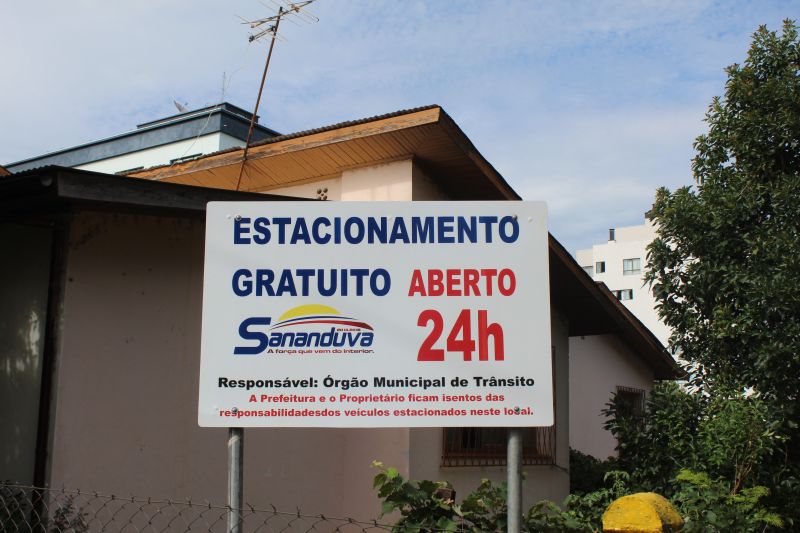 ESTACIONAMENTO
GRATUITO ABERTO
24h
Sananduva
A força que vem do interior.
Responsável: Órgão Municipal de Trânsito
A Prefeitura e o Proprietário ficam isentos das
responsabilidadesdos veículos estacionados neste local.